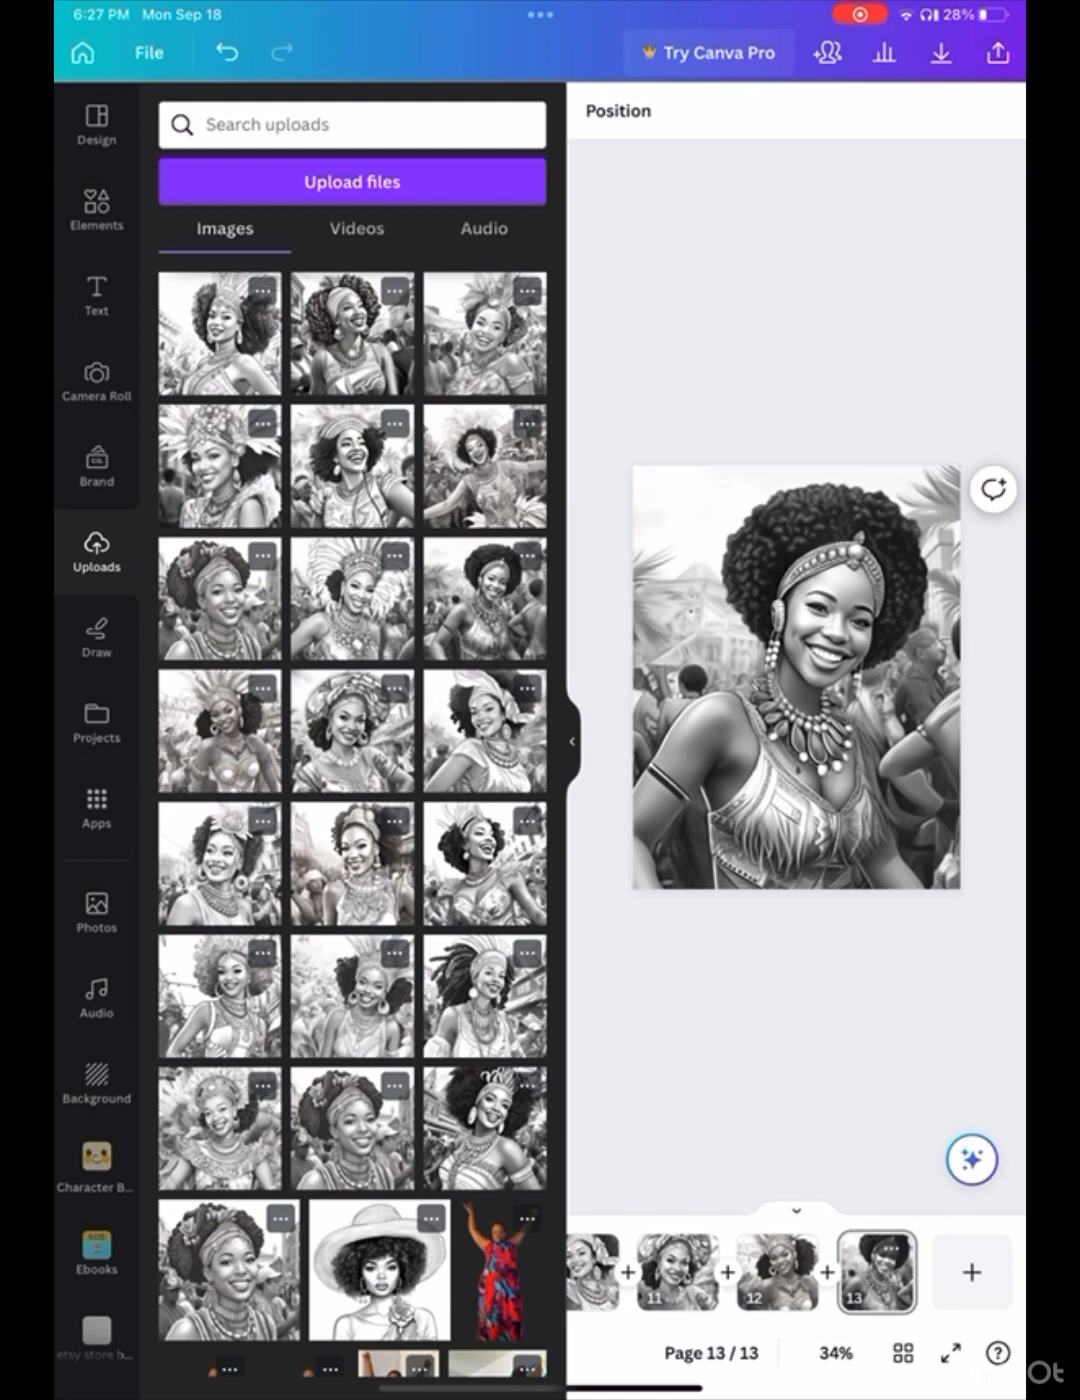 6:27 PM Mon Sep 18
28%
File
Try Canva Pro
Design
Elements
Text
Camera Roll
Brand
Uploads
Draw
Projects
Apps
Photos
Audio
Background
Character B...
Ebooks
etsy store b...
Search uploads
Upload files
Images Videos Audio
Position
11
12
13
Page 13 / 13
34%